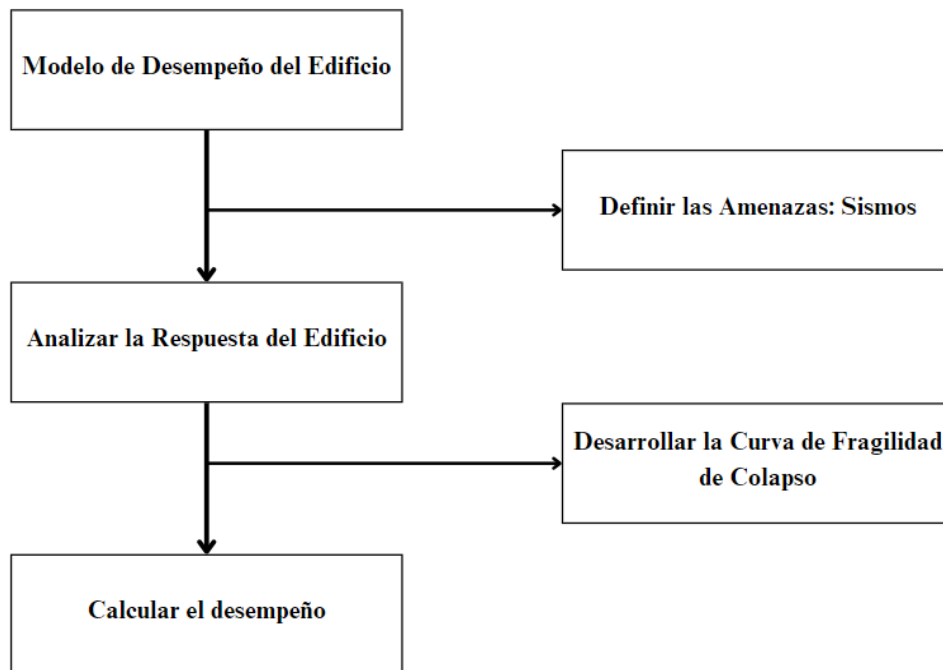 Modelo de Desempeño del Edificio
Definir las Amenazas: Sismos
Analizar la Respuesta del Edificio
Desarrollar la Curva de Fragilidad
de Colapso
Calcular el desempeño